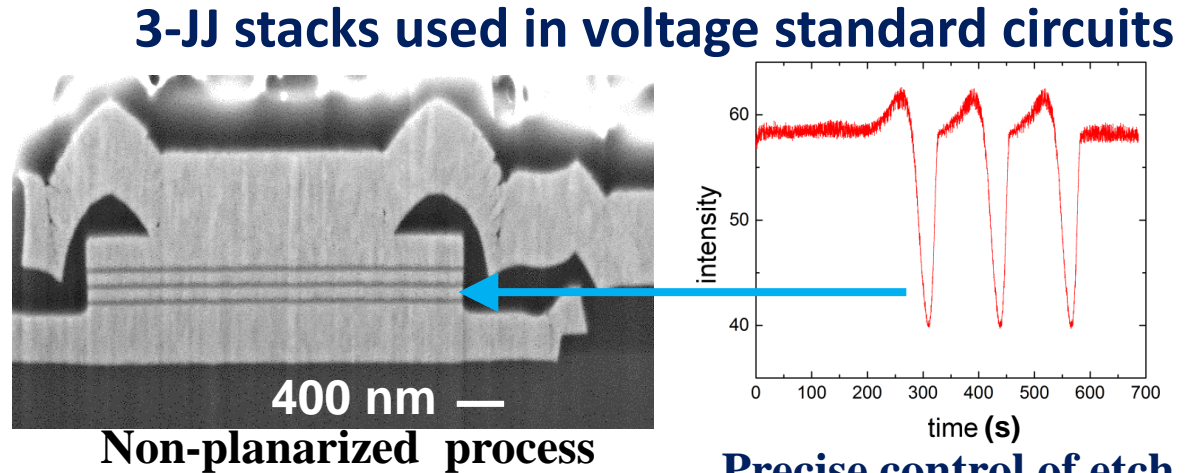 3-JJ stacks used in voltage standard circuits
400 nm
Non-planarized process
60
50
40
intensity
0 100 200 300 400 500 600 700
time (s)
Precise control of etch